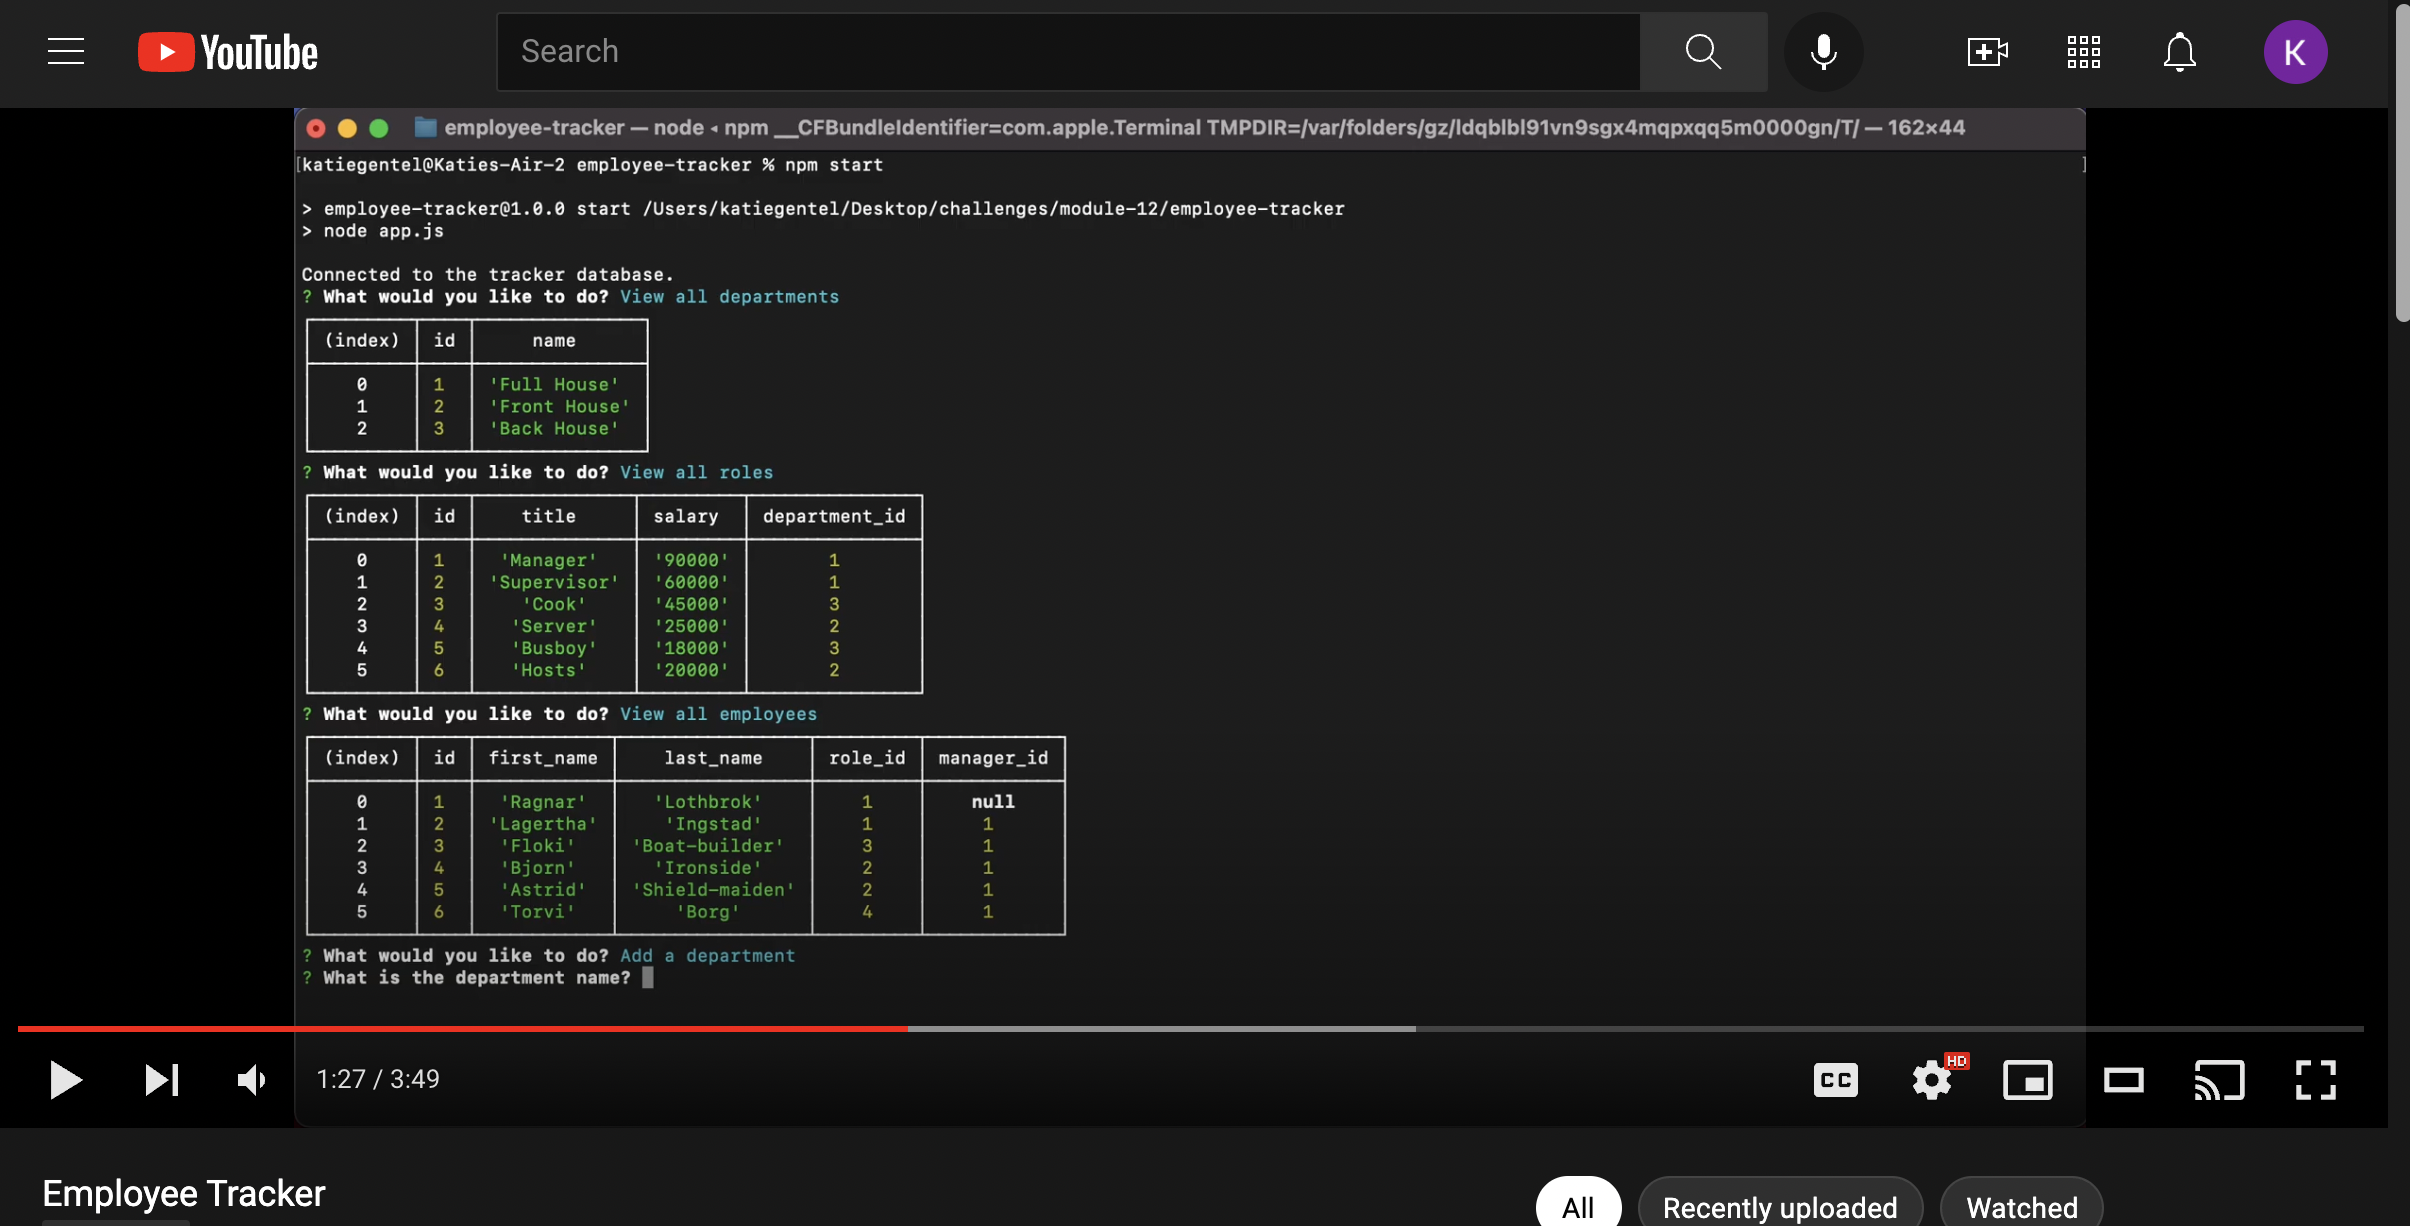 YouTube
Search
K
employee-tracker — node ◂ npm __CFBundleIdentifier=com.apple.Terminal TMPDIR=/var/folders/gz/ldqblbl91vn9sgx4mqpxqq5m0000gn/T/ — 162×44
[katiegentel@Katies-Air-2 employee-tracker % npm start ]
> employee-tracker@1.0.0 start /Users/katiegentel/Desktop/challenges/module-12/employee-tracker
> node app.js
Connected to the tracker database.
? What would you like to do? View all departments
(index) id name
0 1 'Full House'
1 2 'Front House'
2 3 'Back House'
? What would you like to do? View all roles
(index) id title salary department_id
0 1 'Manager' '90000' 1
1 2 'Supervisor' '60000' 1
2 3 'Cook' '45000' 3
3 4 'Server' '25000' 2
4 5 'Busboy' '18000' 3
5 6 'Hosts' '20000' 2
? What would you like to do? View all employees
(index) id first_name last_name role_id manager_id
0 1 'Ragnar' 'Lothbrok' 1 null
1 2 'Lagertha' 'Ingstad' 1 1
2 3 'Floki' 'Boat-builder' 3 1
3 4 'Bjorn' 'Ironside' 2 1
4 5 'Astrid' 'Shield-maiden' 2 1
5 6 'Torvi' 'Borg' 4 1
? What would you like to do? Add a department
? What is the department name?
1:27 / 3:49
CC
HD
Employee Tracker
All
Recently uploaded
Watched